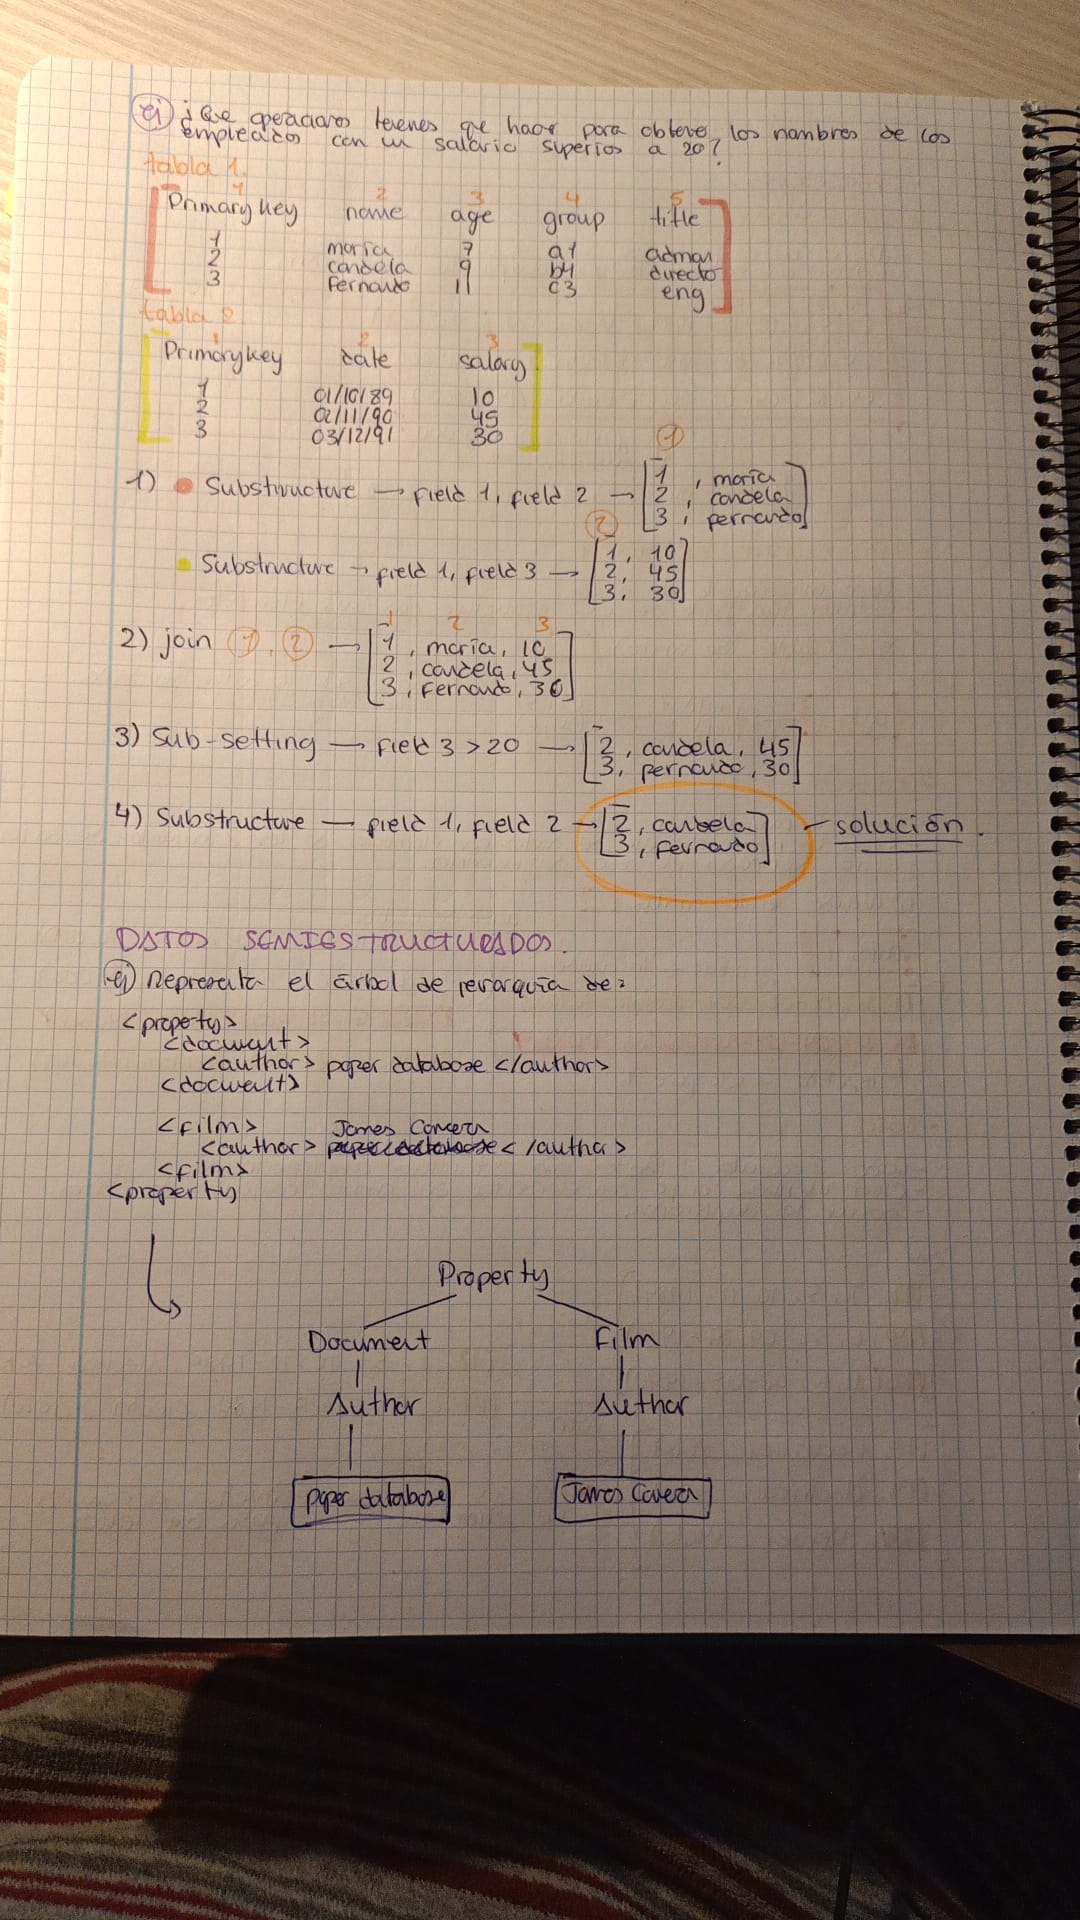 ej ¿Que operaciones tenemos que hacer para obtener los nombres de los
empleados con un salario superios a 20?
tabla 1.
1 2 3 4 5
Primary key name age group title
1 maria 7 a1 admon
2 candela 9 b4 directo
3 Fernando 11 c3 eng
tabla 2
1 2 3
Primary key date salary
1 01/10/89 10
2 02/11/90 45
3 03/12/91 30
1) Substructure → field 1, field 2 → 1
[1, maria
2, candela
3, fernando]
Substructure → field 1, field 3 → 2
[1, 10
2, 45
3, 30]
2) join 1, 2 →
1 2 3
[1, maria, 10
2, candela, 45
3, Fernando, 30]
3) Sub-setting → field 3 > 20 → [2, candela, 45
3, fernando, 30]
4) Substructure → field 1, field 2 → [2, candela
3, fernando] – solución.
DATOS SEMIESTRUCTURADOS.
ej) Representa el árbol de jerarquía de:
<propety>
<document>
<author> paper database </author>
<document>
<film>
James Camera
<author> paper database </author>
<film>
<property
Property
Document Film
Author Author
paper database James Camera